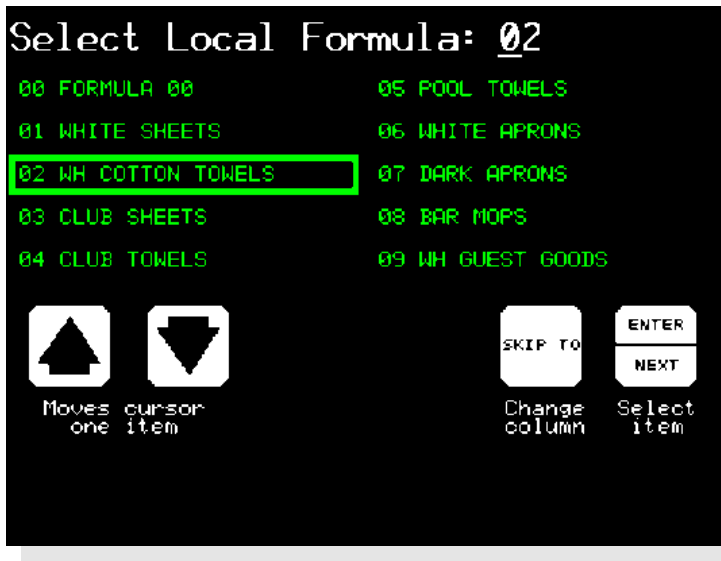 Select Local Formula: 02
00 FORMULA 00
01 WHITE SHEETS
02 WH COTTON TOWELS
03 CLUB SHEETS
04 CLUB TOWELS
05 POOL TOWELS
06 WHITE APRONS
07 DARK APRONS
08 BAR MOPS
09 WH GUEST GOODS
Moves cursor
one item
SKIP TO
Change
column
ENTER
NEXT
Select
item